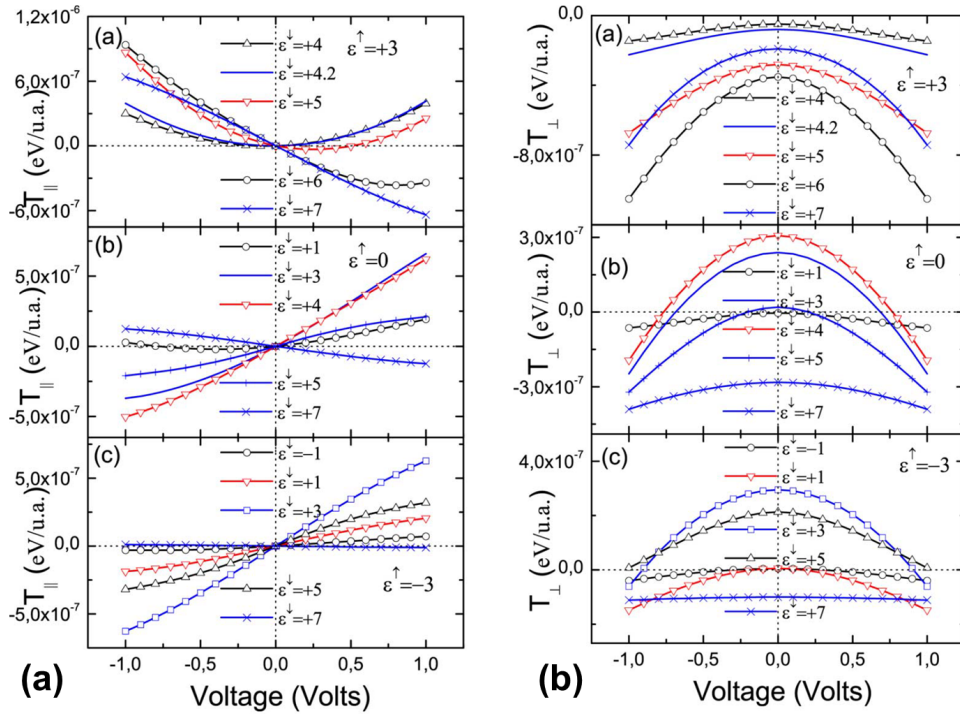 1,2x10⁻⁶
(a)
ε↑=+3
ε↓=+4
ε↓=+4.2
ε↓=+5
ε↓=+6
ε↓=+7
6,0x10⁻⁷
0,0
-6,0x10⁻⁷
T∥ (eV/u.a.)
(b)
ε↑=0
ε↓=+1
ε↓=+3
ε↓=+4
ε↓=+5
ε↓=+7
5,0x10⁻⁷
0,0
-5,0x10⁻⁷
T∥ (eV/u.a.)
(c)
ε↓=−1
ε↓=+1
ε↓=+3
ε↓=+5
ε↓=+7
ε↑=−3
5,0x10⁻⁷
0,0
-5,0x10⁻⁷
T∥ (eV/u.a.)
-1,0 -0,5 0,0 0,5 1,0
Voltage (Volts)
(a)
0,0
(a)
ε↑=+3
ε↓=+4
ε↓=+4.2
ε↓=+5
ε↓=+6
ε↓=+7
-8,0x10⁻⁷
T⊥ (eV/u.a.)
3,0x10⁻⁷
(b)
ε↑=0
ε↓=+1
ε↓=+3
ε↓=+4
ε↓=+5
ε↓=+7
0,0
-3,0x10⁻⁷
T⊥ (eV/u.a.)
(c)
ε↓=−1
ε↑=−3
ε↓=+1
ε↓=+3
ε↓=+5
ε↓=+7
4,0x10⁻⁷
0,0
T⊥ (eV/u.a.)
-1,0 -0,5 0,0 0,5 1,0
Voltage (Volts)
(b)